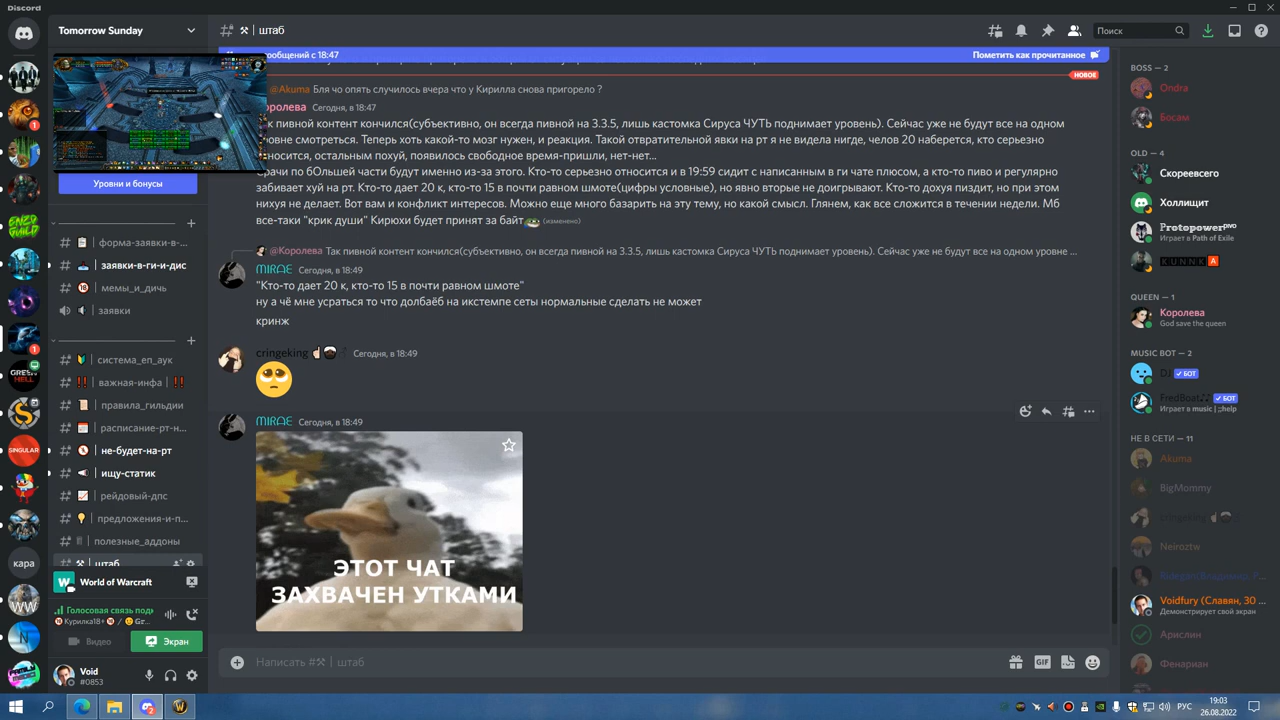 Discord
Tomorrow Sunday
⚒ | штаб
Поиск
сообщений с 18:47
Пометить как прочитанное
НОВОЕ
@Akuma Бля чо опять случилось вчера что у Кирилла снова пригорело ?
Сегодня, в 18:47
пивной контент кончился(субъективно, он всегда пивной на 3.3.5, лишь кастомка Сируса ЧУТЬ поднимает уровень). Сейчас уже не будут все на одном
смотреться. Теперь хоть какой-то мозг нужен, и реакция. Такой отвратительной явки на рт я не видела нигде, челов 20 наберется, кто серьезно
относится, остальным похуй, появилось свободное время-пришли, нет-нет...
Срачи по бОльшей части будут именно из-за этого. Кто-то серьезно относится и в 19:59 сидит с написанным в ги чате плюсом, а кто-то пиво и регулярно
забивает хуй на рт. Кто-то дает 20 к, кто-то 15 в почти равном шмоте(цифры условные), но явно вторые не доигрывают. Кто-то дохуя пиздит, но при этом
нихуя не делает. Вот вам и конфликт интересов. Можно еще много базарить на эту тему, но какой смысл. Глянем, как все сложится в течении недели. Мб
все-таки "крик души" Кирюхи будет принят за байт (изменено)
@Королева Так пивной контент кончился(субъективно, он всегда пивной на 3.3.5, лишь кастомка Сируса ЧУТЬ поднимает уровень). Сейчас уже не будут все на одном уровне ...
MIRAE Сегодня, в 18:49
"Кто-то дает 20 к, кто-то 15 в почти равном шмоте"
ну а чё мне усраться то что долбаёб на икстемпе сеты нормальные сделать не может
кринж
cringeking Сегодня, в 18:49
MIRAE Сегодня, в 18:49
ЭТОТ ЧАТ
ЗАХВАЧЕН УТКАМИ
Написать #⚒ | штаб
GIF
Уровни и бонусы
форма-заявки-в-...
заявки-в-ги-и-дис
мемы_и_дичь
заявки
система_еп_аук
важная-инфа
правила_гильдии
расписание-рт-н...
не-будет-на-рт
ищу-статик
рейдовый-дпс
предложения-и-п...
полезные_аддоны
⚒ | штаб
World of Warcraft
Голосовая связь подк
Курилка18+ /
Видео
Экран
Void
#0853
ENZO
GUILD
GREEN
HELL
SINGULAR
кара
WW
BOSS — 2
Ondra
Босам
OLD — 4
Скореевсего
Холлищит
Protopower
Играет в Path of Exile
KUNNK A
QUEEN — 1
Королева
God save the queen
MUSIC BOT — 2
DJ ✓ БОТ
FredBoat ✓ БОТ
Играет в music | ;;help
НЕ В СЕТИ — 11
Akuma
BigMommy
cringeking
Neiroztw
Voidfury (Славян, 30 ...
Демонстрирует свой экран
Арислин
Фенариан
РУС
19:03
26.08.2022